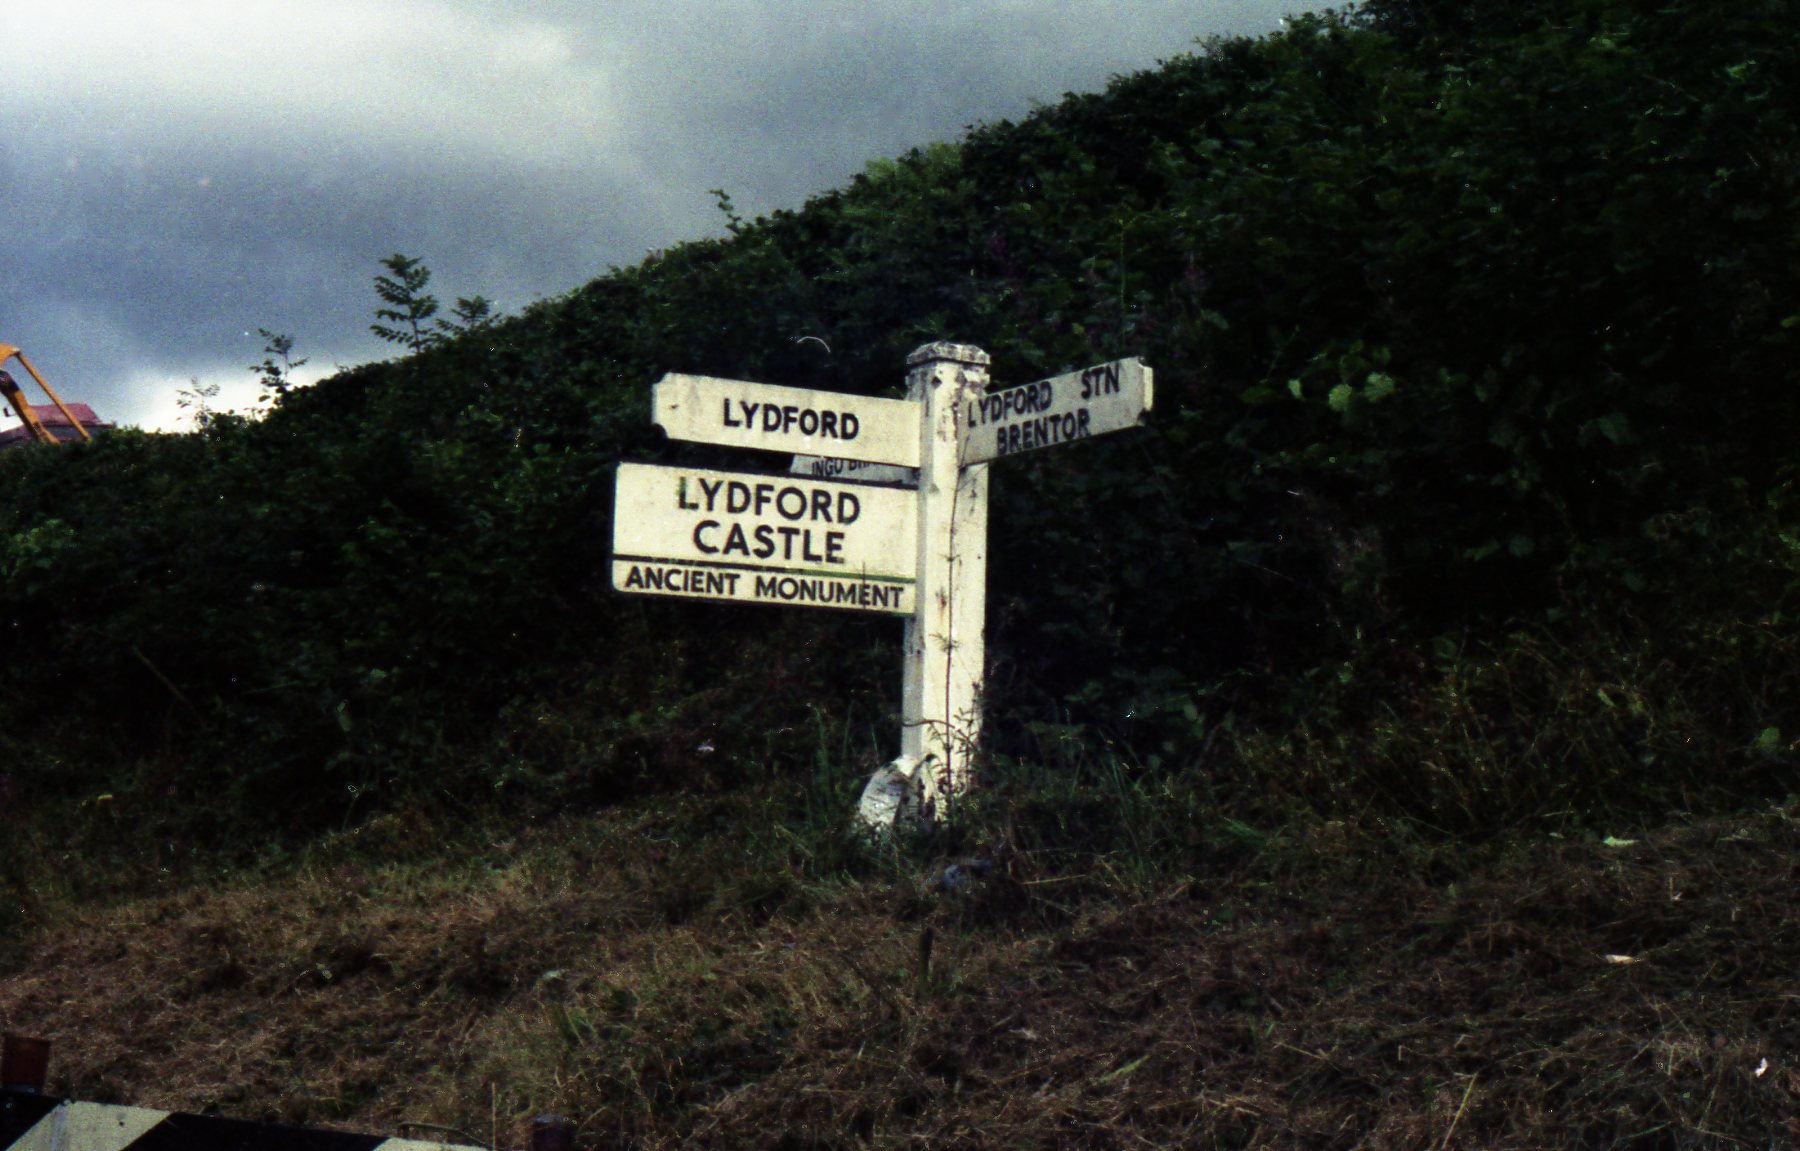 LYDFORD
LYDFORD STN
BRENTOR
LYDFORD
CASTLE
ANCIENT MONUMENT